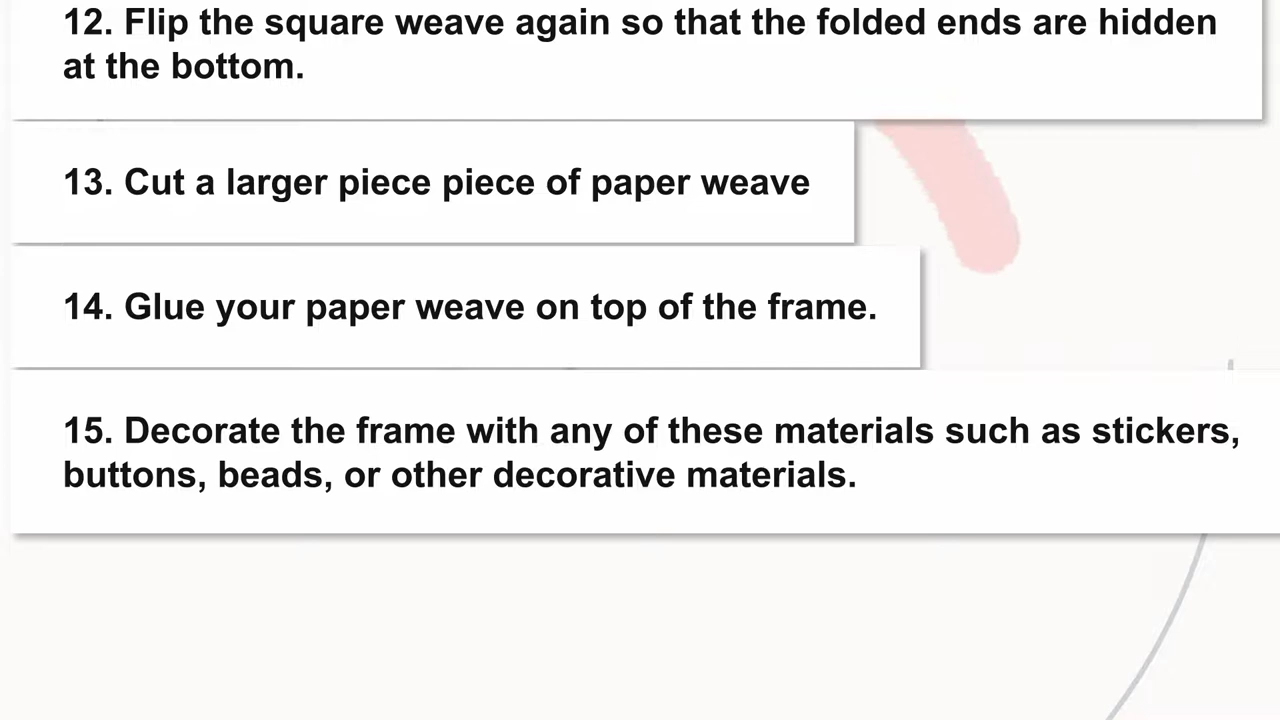 12. Flip the square weave again so that the folded ends are hidden
at the bottom.
13. Cut a larger piece piece of paper weave
14. Glue your paper weave on top of the frame.
15. Decorate the frame with any of these materials such as stickers,
buttons, beads, or other decorative materials.